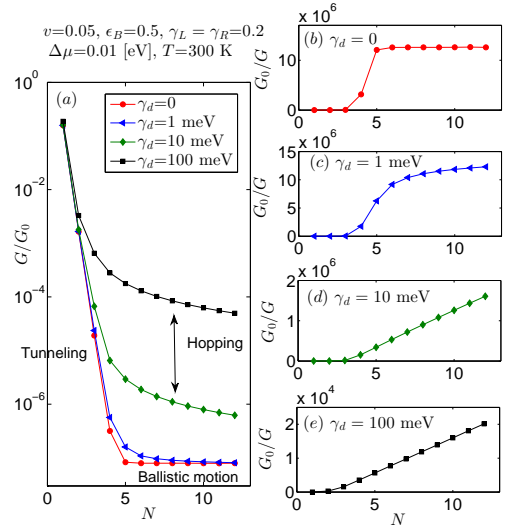 v=0.05, ϵ_B=0.5, γ_L = γ_R=0.2
Δμ=0.01 [eV], T=300 K
(a)
γ_d=0
γ_d=1 meV
γ_d=10 meV
γ_d=100 meV
Tunneling
Hopping
Ballistic motion
10^0
10^-2
10^-4
10^-6
G/G_0
0 5 10
N
× 10^6
(b) γ_d = 0
G_0/G
10
5
0
0 5 10
× 10^6
(c) γ_d = 1 meV
G_0/G
15
10
5
0
0 5 10
× 10^6
(d) γ_d = 10 meV
G_0/G
2
1
0
0 5 10
× 10^4
(e) γ_d = 100 meV
G_0/G
2
1
0
0 5 10
N